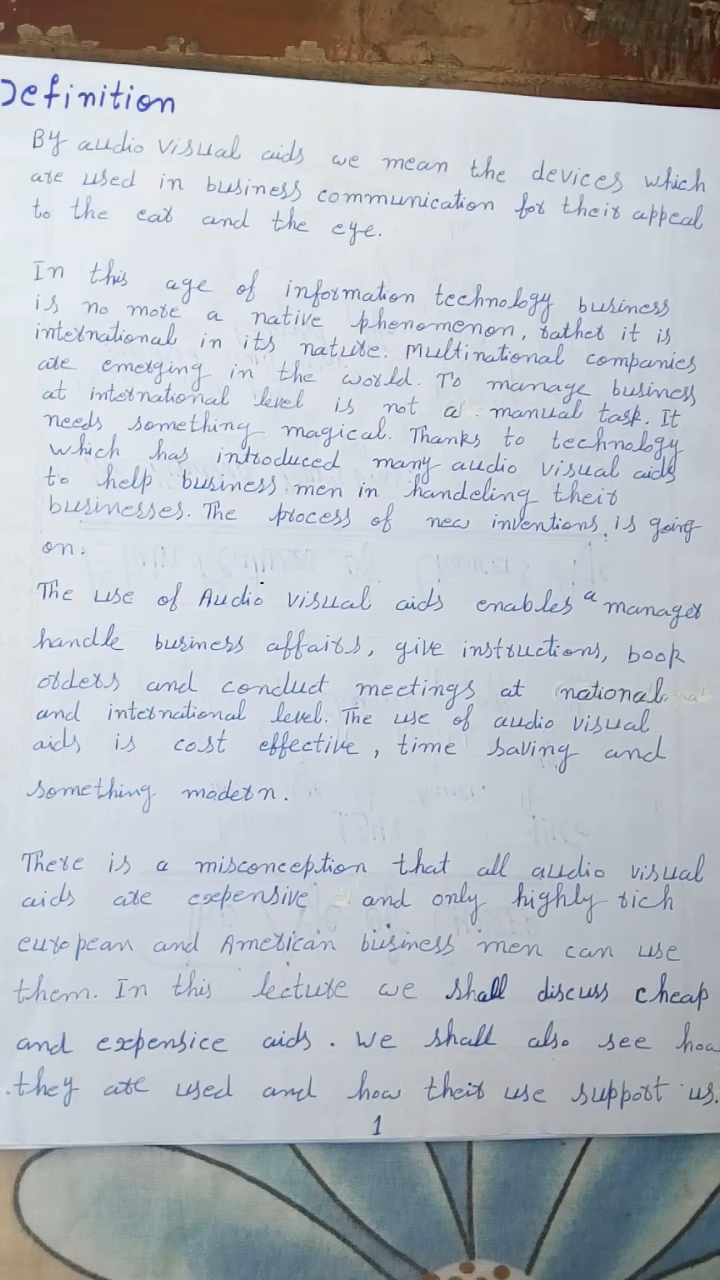 Definition
By audio visual aids we mean the devices which
are used in business communication for their appeal
to the ear and the eye.
In this age of information technology business
is no more a native phenomenon, rather it is
international in its nature. Multinational companies
are emerging in the world. To manage business
at international level is not a manual task. It
needs something magical. Thanks to technology
which has introduced many audio visual aids
to help business men in handeling their
businesses. The process of new inventions is going
on.
The use of Audio visual aids enables a manager
handle business affairs, give instructions, book
orders and conduct meetings at national
and international level. The use of audio visual
aids is cost effective, time saving and
something modern.
There is a misconception that all audio visual
aids are expensive and only highly rich
european and American business men can use
them. In this lecture we shall discuss cheap
and expensice aids. We shall also see how
they are used and how their use support us.
1